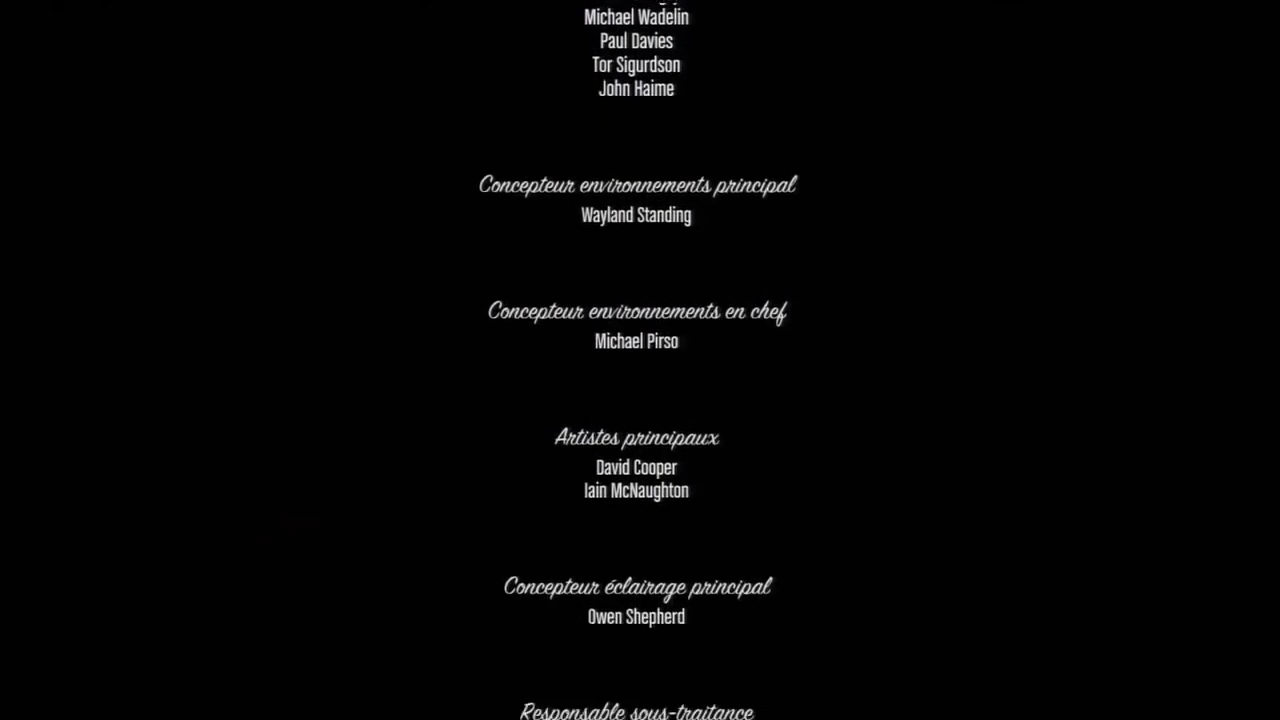 Michael Wadelin
Paul Davies
Tor Sigurdson
John Haime
Concepteur environnements principal
Wayland Standing
Concepteur environnements en chef
Michael Pirso
Artistes principaux
David Cooper
Iain McNaughton
Concepteur éclairage principal
Owen Shepherd
Responsable sous-traitance